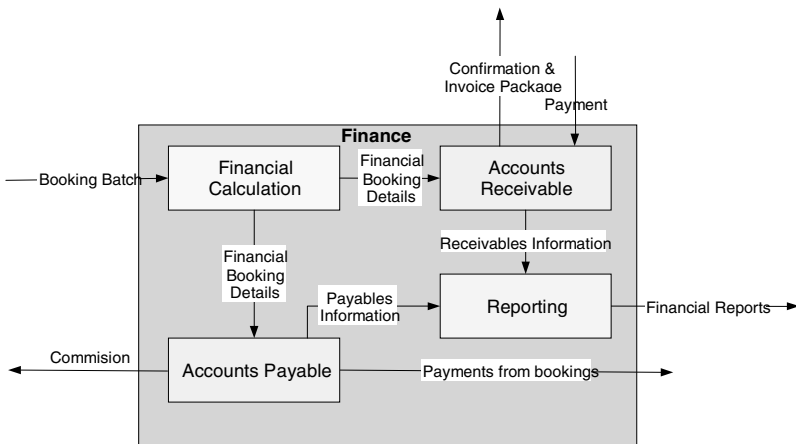 Confirmation &
Invoice Package
Payment
Finance
Booking Batch
Financial
Calculation
Financial
Booking
Details
Accounts
Receivable
Financial
Booking
Details
Receivables Information
Payables
Information
Reporting
Financial Reports
Commision
Accounts Payable
Payments from bookings